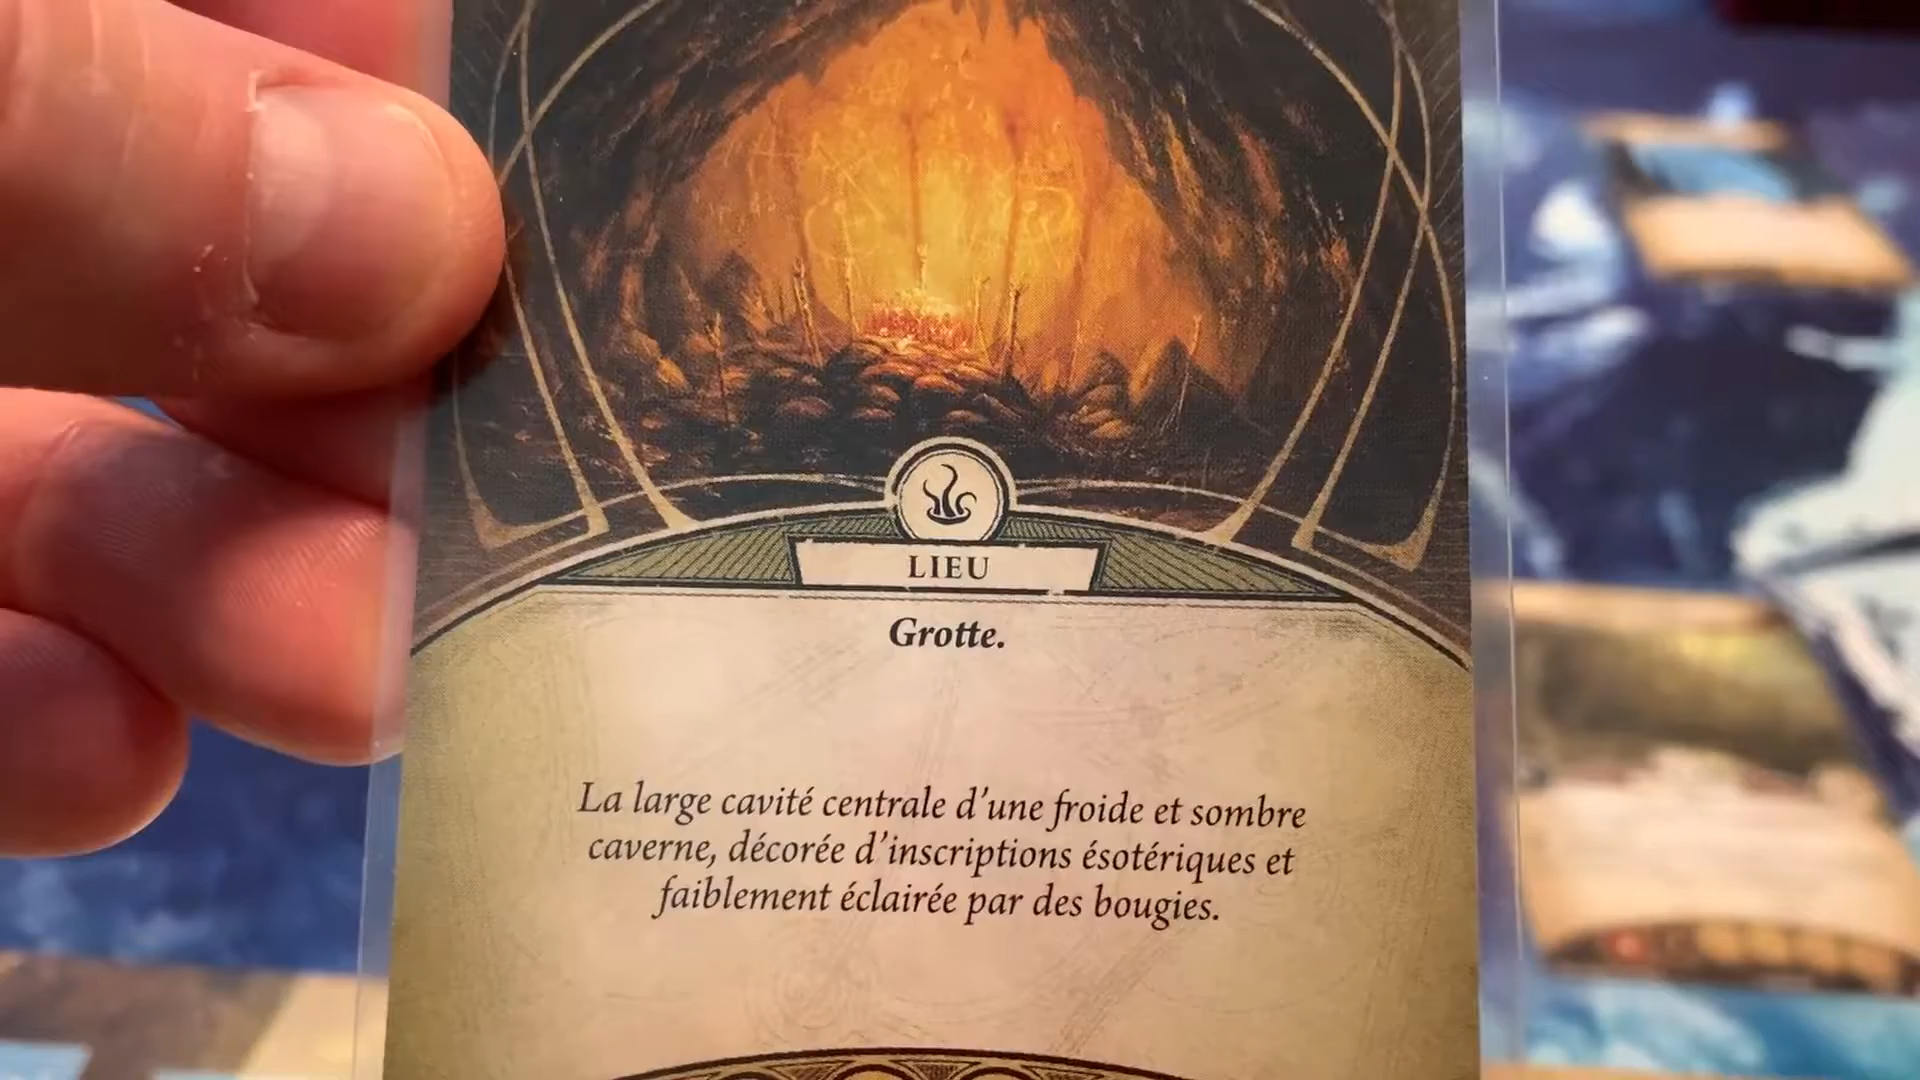 LIEU
Grotte.
La large cavité centrale d’une froide et sombre
caverne, décorée d’inscriptions ésotériques et
faiblement éclairée par des bougies.